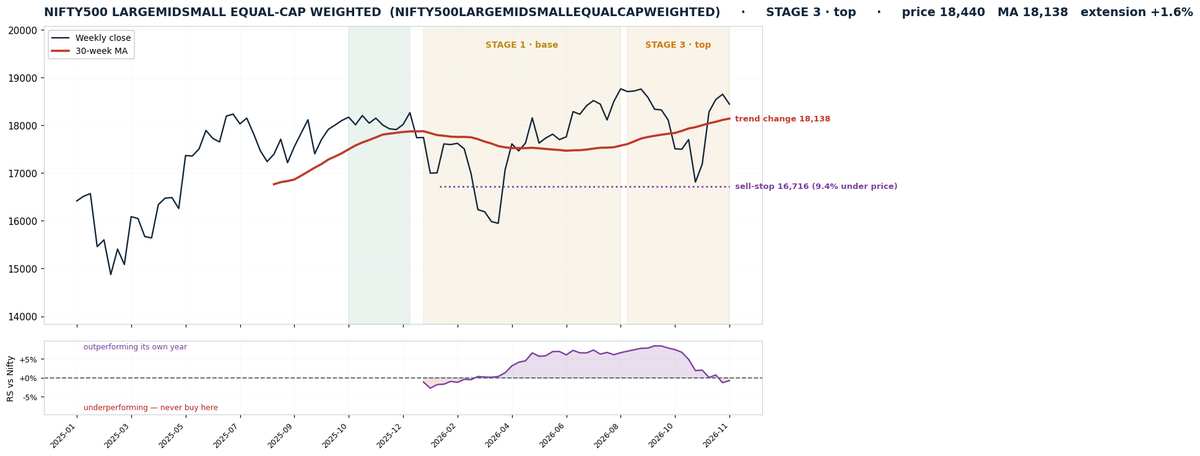 NIFTY500 LARGEMIDSMALL EQUAL-CAP WEIGHTED (NIFTY500LARGEMIDSMALLEQUALCAPWEIGHTED) · STAGE 3 · top · price 18,440 MA 18,138 extension +1.6%
Weekly close
30-week MA
STAGE 1 · base
STAGE 3 · top
20000
19000
18000
17000
16000
15000
14000
trend change 18,138
sell-stop 16,716 (9.4% under price)
RS vs Nifty
+5%
+0%
-5%
outperforming its own year
underperforming — never buy here
2025-01
2025-03
2025-05
2025-07
2025-09
2025-10
2025-12
2026-02
2026-04
2026-06
2026-08
2026-10
2026-11